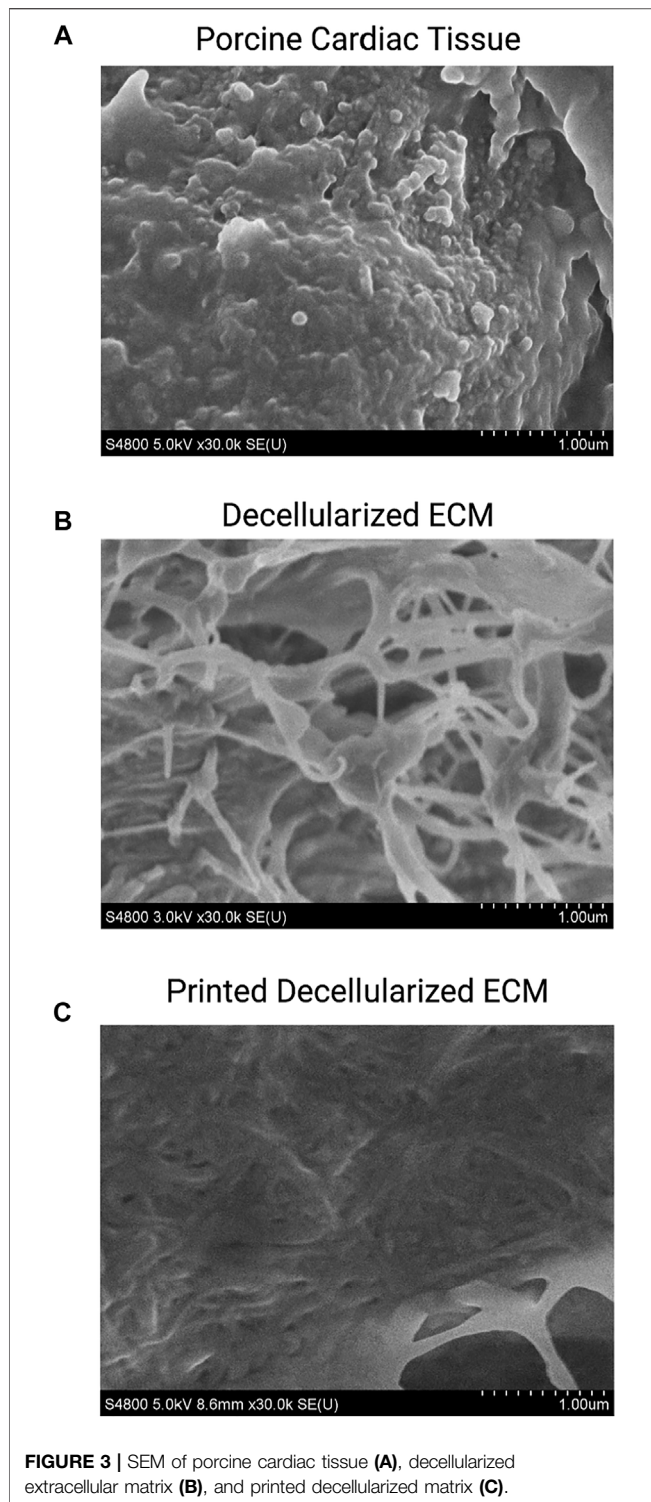 A
Porcine Cardiac Tissue
S4800 5.0kV x30.0k SE(U)
1.00um
B
Decellularized ECM
S4800 3.0kV x30.0k SE(U)
1.00um
Printed Decellularized ECM
C
S4800 5.0kV 8.6mm x30.0k SE(U)
1.00um
FIGURE 3 | SEM of porcine cardiac tissue (A), decellularized
extracellular matrix (B), and printed decellularized matrix (C).